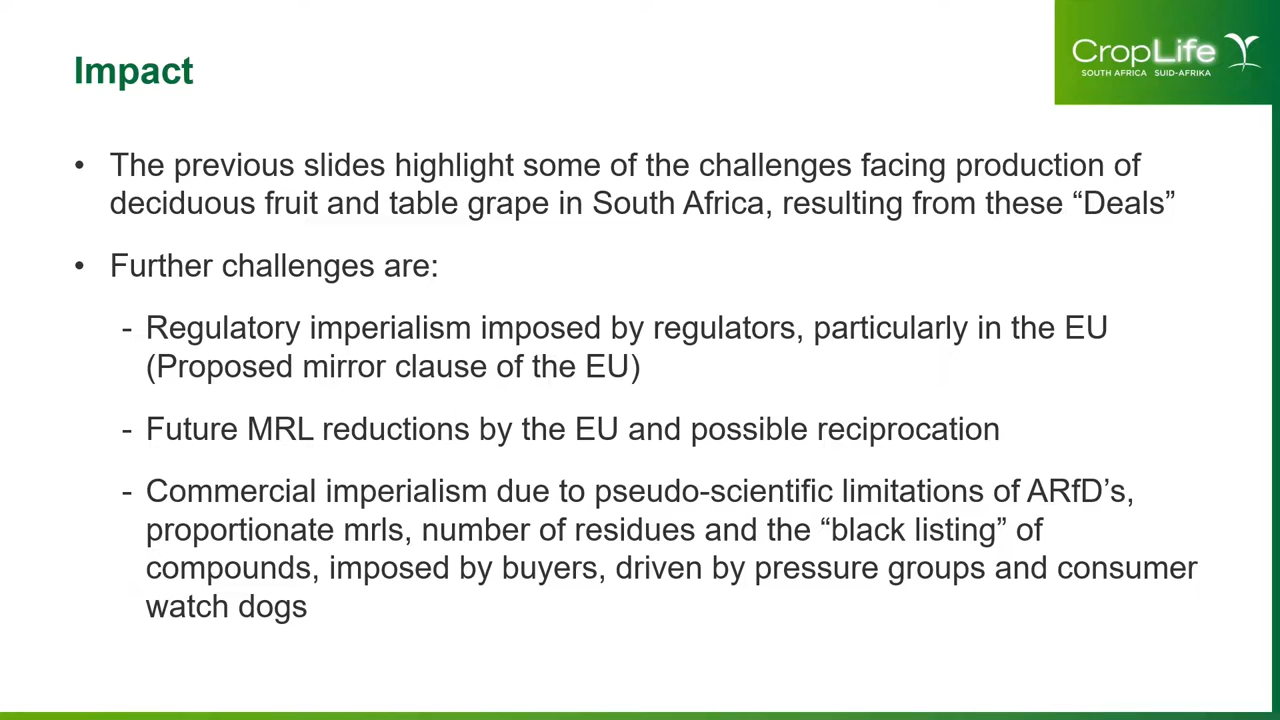 Impact
CropLife
SOUTH AFRICA SUID-AFRIKA
• The previous slides highlight some of the challenges facing production of
deciduous fruit and table grape in South Africa, resulting from these “Deals”
• Further challenges are:
- Regulatory imperialism imposed by regulators, particularly in the EU
(Proposed mirror clause of the EU)
- Future MRL reductions by the EU and possible reciprocation
- Commercial imperialism due to pseudo-scientific limitations of ARfD’s,
proportionate mrls, number of residues and the “black listing” of
compounds, imposed by buyers, driven by pressure groups and consumer
watch dogs